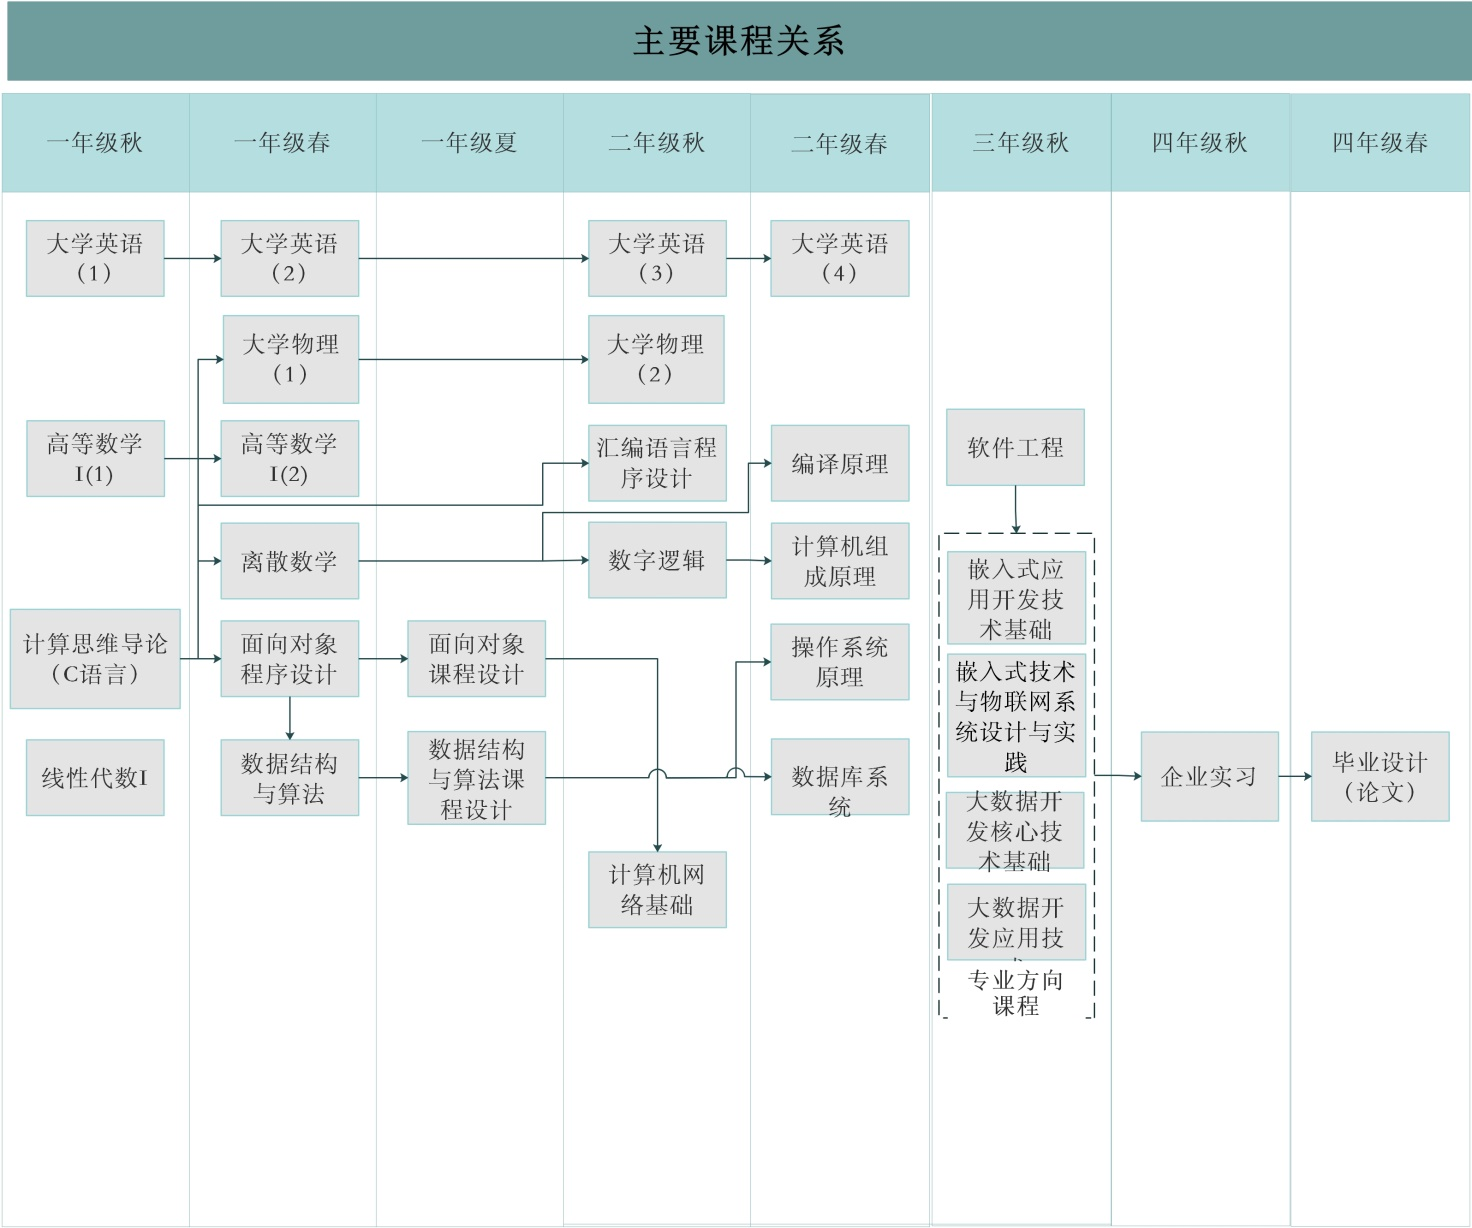 主要课程关系
一年级秋
一年级春
一年级夏
二年级秋
二年级春
三年级秋
四年级秋
四年级春
大学英语
（1）
大学英语
（2）
大学英语
（3）
大学英语
（4）
大学物理
（1）
大学物理
（2）
高等数学
I(1)
高等数学
I(2)
汇编语言程
序设计
编译原理
软件工程
离散数学
数字逻辑
计算机组
成原理
嵌入式应
用开发技
术基础
计算思维导论
（C语言）
面向对象
程序设计
面向对象
课程设计
操作系统
原理
嵌入式技术
与物联网系
统设计与实
践
线性代数I
数据结构
与算法
数据结构
与算法课
程设计
数据库系
统
企业实习
毕业设计
（论文）
大数据开
发核心技
术基础
计算机网
络基础
大数据开
发应用技
专业方向
课程